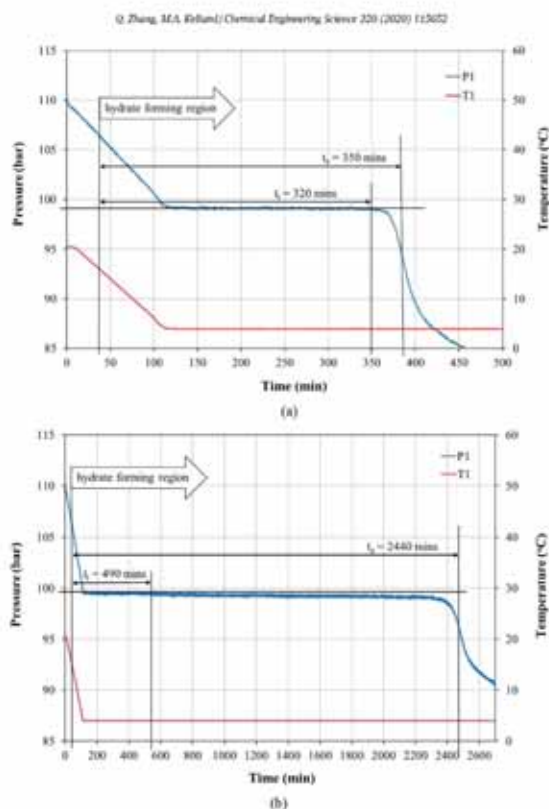 Q. Zhang, M.A. Kelland / Chemical Engineering Science 220 (2020) 115652
115
110
105
100
95
90
85
60
50
40
30
20
10
0
Pressure (bar)
Temperature (°C)
hydrate forming region
P1
T1
= 350 mins
= 320 mins
0 50 100 150 200 250 300 350 400 450 500
Time (min)
(a)
115
110
105
100
95
90
85
60
50
40
30
20
10
0
Pressure (bar)
Temperature (°C)
hydrate forming region
P1
T1
= 2440 mins
= 490 mins
0 200 400 600 800 1000 1200 1400 1600 1800 2000 2200 2400 2600
Time (min)
(b)